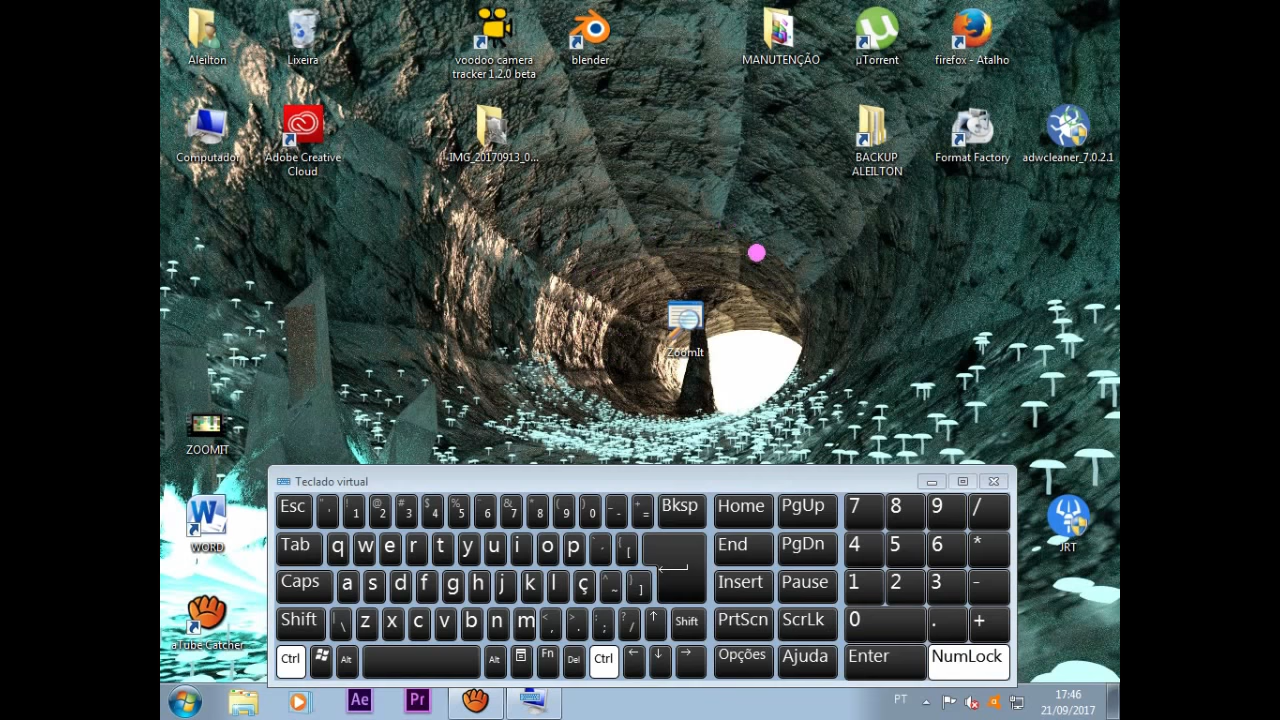 Aleilton
Lixeira
voodoo camera
tracker 1.2.0 beta
blender
MANUTENÇÃO
µTorrent
firefox - Atalho
Computador
Adobe Creative
Cloud
IMG_20170913_0...
BACKUP
ALEILTON
Format Factory
adwcleaner_7.0.2.1
ZoomIt
ZOOMIT
WORD
JRT
aTube Catcher
Teclado virtual
Esc " ' ! 1 @ 2 # 3 $ 4 % 5 ¨ 6 & 7 * 8 ( 9 ) 0 _ - + = Bksp Home PgUp 7 8 9 /
Tab q w e r t y u i o p ` ´ { [ End PgDn 4 5 6 *
Caps a s d f g h j k l ç ^ ~ } ] Insert Pause 1 2 3 -
Shift | \ z x c v b n m < , > . : ; ? / ↑ Shift PrtScn ScrLk 0 . +
Ctrl Alt Alt Fn Del Ctrl ← ↓ → Opções Ajuda Enter NumLock
Ae Pr
PT
17:46
21/09/2017